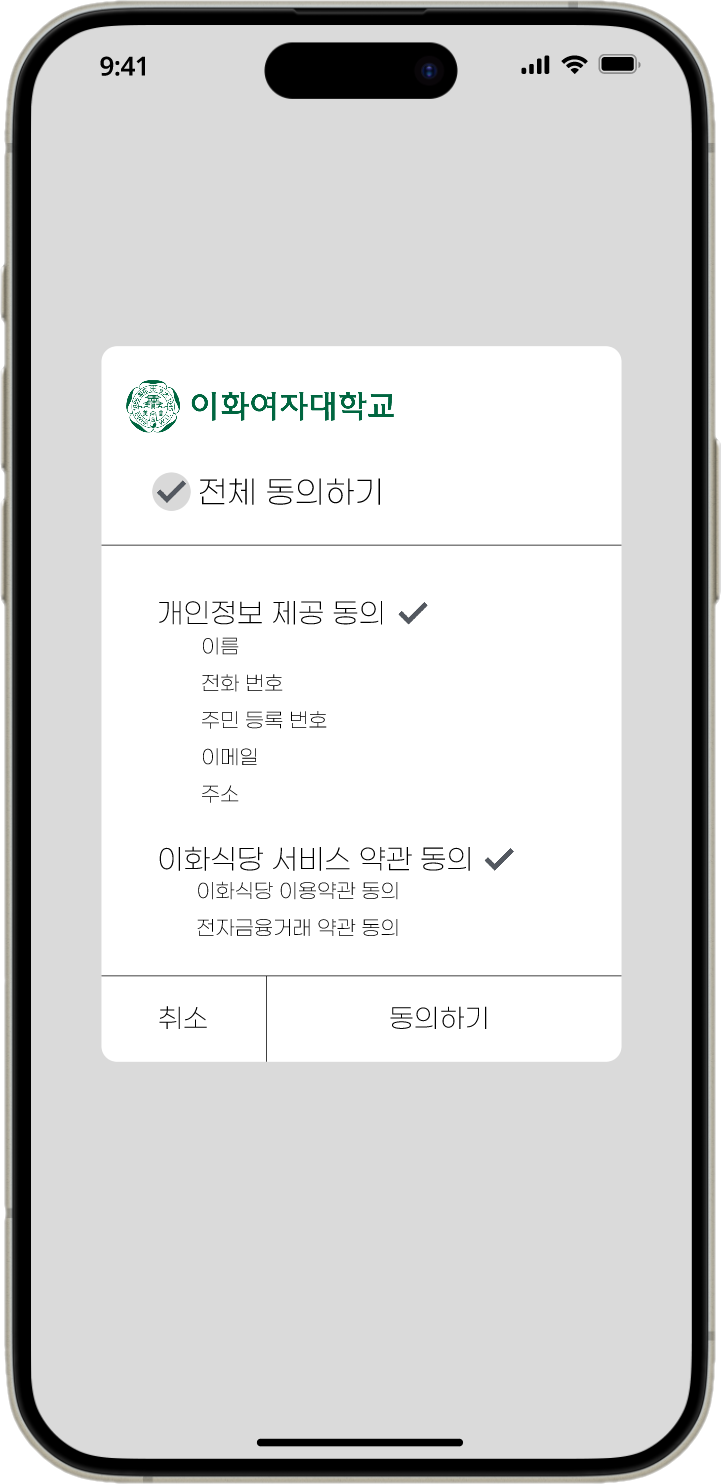 9:41
이화여자대학교
전체 동의하기
개인정보 제공 동의
이름
전화 번호
주민 등록 번호
이메일
주소
이화식당 서비스 약관 동의
이화식당 이용약관 동의
전자금융거래 약관 동의
취소
동의하기